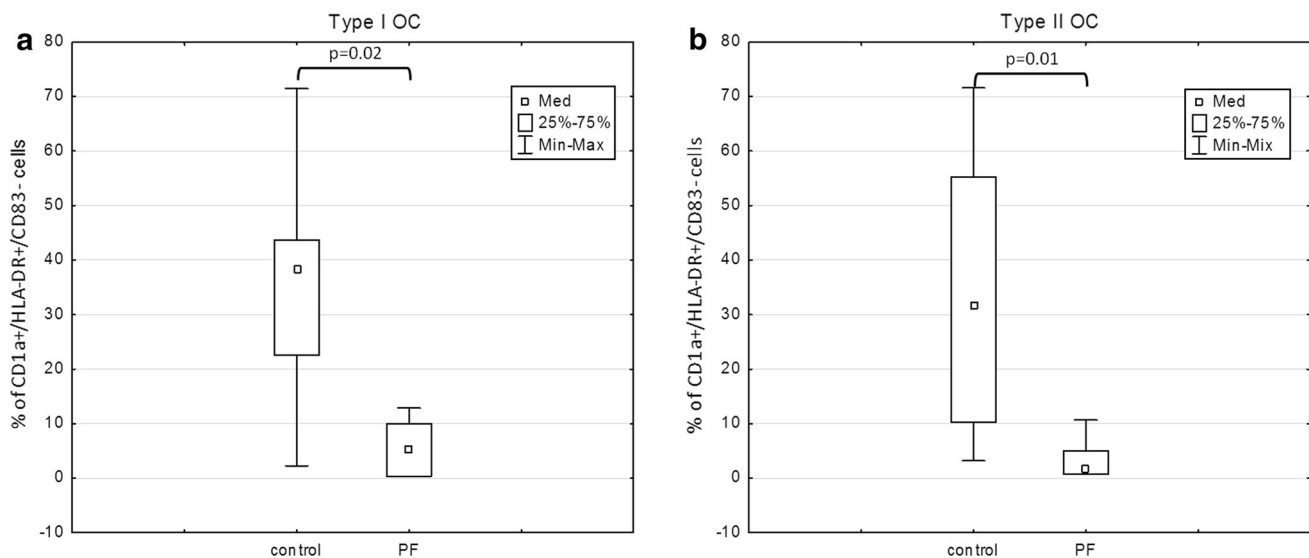 a
Type I OC
80
70
60
50
40
30
20
10
0
-10
% of CD1a+/HLA-DR+/CD83- cells
p=0.02
Med
25%-75%
Min-Max
control PF
b
Type II OC
80
70
60
50
40
30
20
10
0
-10
% of CD1a+/HLA-DR+/CD83- cells
p=0.01
Med
25%-75%
Min-Mix
control PF